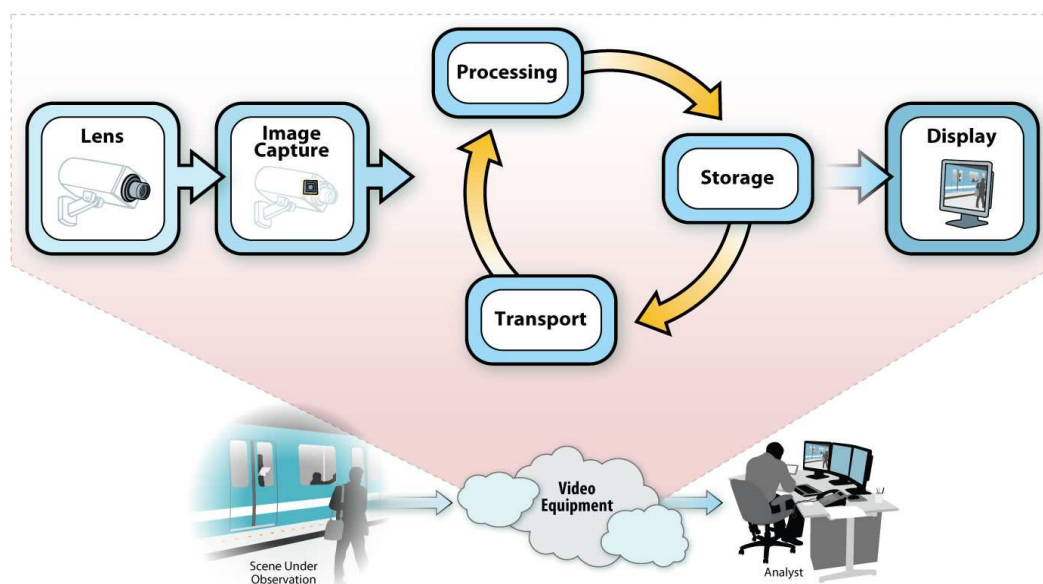 Processing
Lens
Image
Capture
Storage
Display
Transport
Video
Equipment
Scene Under
Observation
Analyst